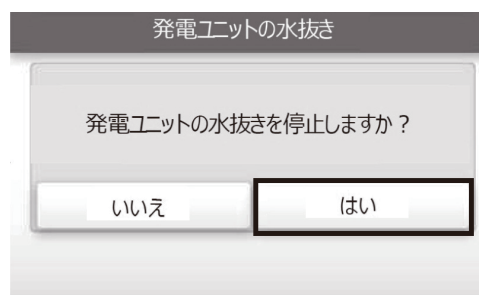 発電ユニットの水抜き
発電ユニットの水抜きを停止しますか？
いいえ
はい